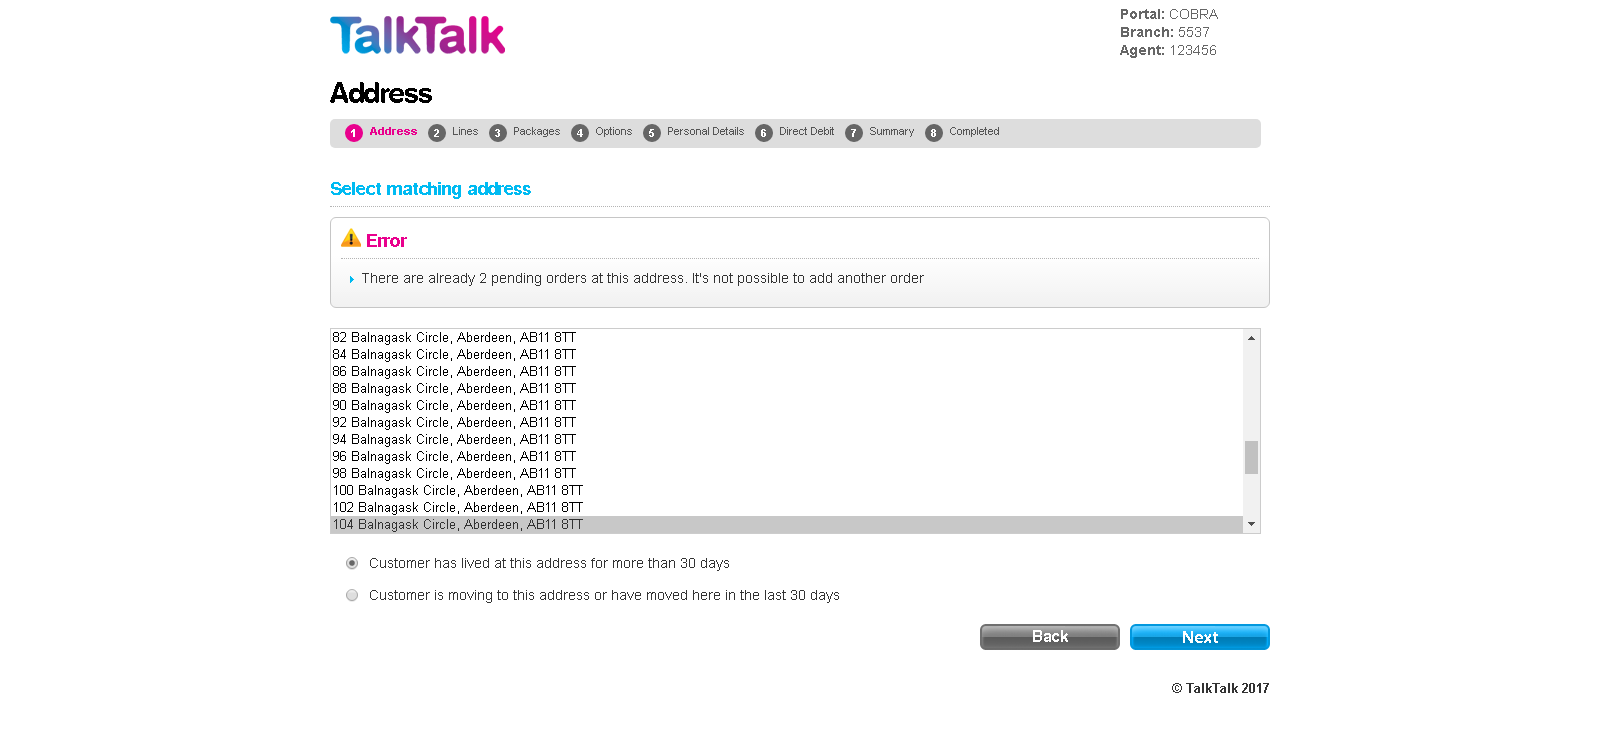 TalkTalk
Portal: COBRA
Branch: 5537
Agent: 123456
Address
1 Address 2 Lines 3 Packages 4 Options 5 Personal Details 6 Direct Debit 7 Summary 8 Completed
Select matching address
Error
There are already 2 pending orders at this address. It's not possible to add another order
82 Balnagask Circle, Aberdeen, AB11 8TT
84 Balnagask Circle, Aberdeen, AB11 8TT
86 Balnagask Circle, Aberdeen, AB11 8TT
88 Balnagask Circle, Aberdeen, AB11 8TT
90 Balnagask Circle, Aberdeen, AB11 8TT
92 Balnagask Circle, Aberdeen, AB11 8TT
94 Balnagask Circle, Aberdeen, AB11 8TT
96 Balnagask Circle, Aberdeen, AB11 8TT
98 Balnagask Circle, Aberdeen, AB11 8TT
100 Balnagask Circle, Aberdeen, AB11 8TT
102 Balnagask Circle, Aberdeen, AB11 8TT
104 Balnagask Circle, Aberdeen, AB11 8TT
Customer has lived at this address for more than 30 days
Customer is moving to this address or have moved here in the last 30 days
Back Next
© TalkTalk 2017